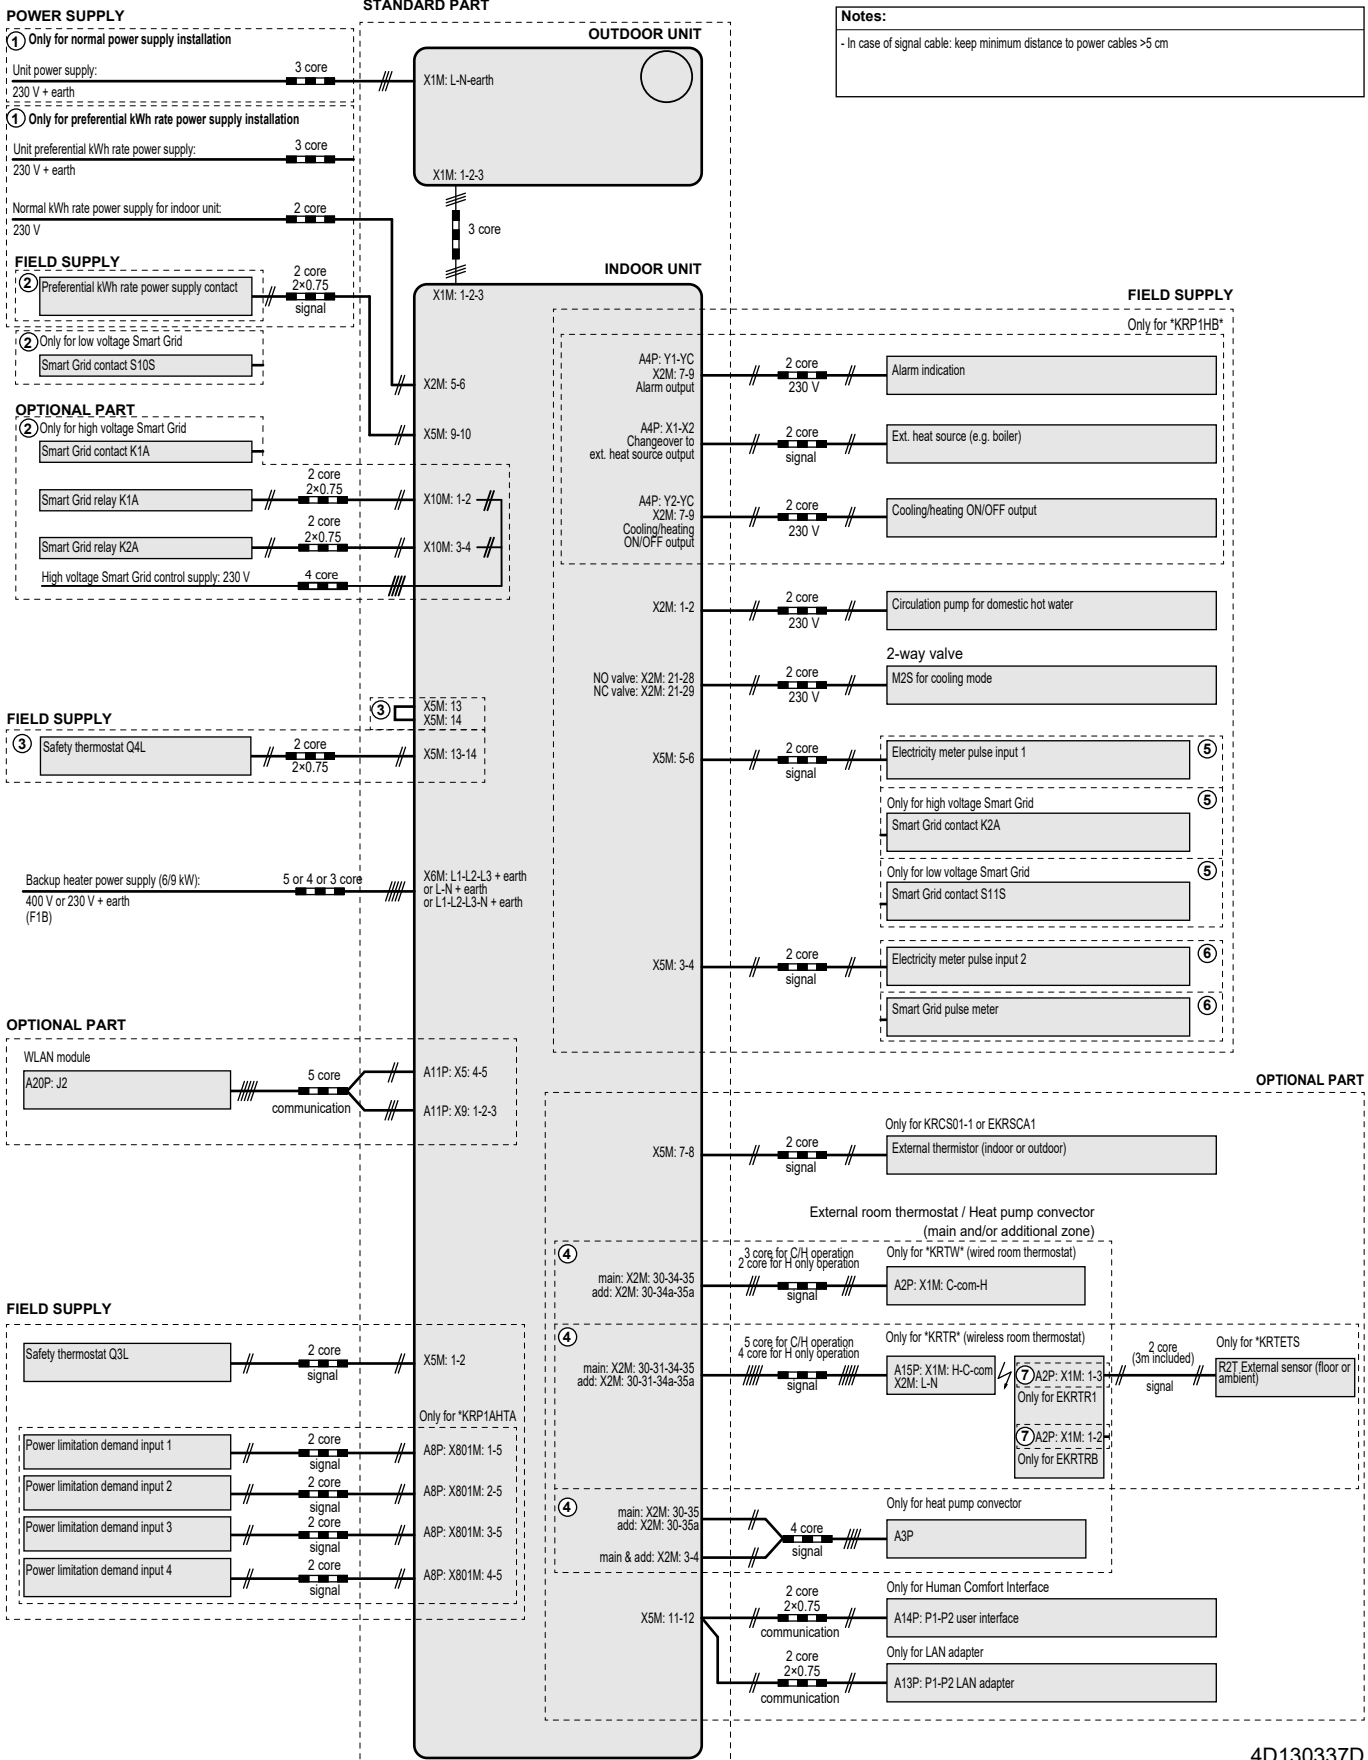 STANDARD PART
POWER SUPPLY
① Only for normal power supply installation
Unit power supply:
3 core
230 V + earth
① Only for preferential kWh rate power supply installation
Unit preferential kWh rate power supply:
3 core
230 V + earth
Normal kWh rate power supply for indoor unit:
2 core
230 V
FIELD SUPPLY
② Preferential kWh rate power supply contact
2 core
2×0.75
signal
② Only for low voltage Smart Grid
Smart Grid contact S10S
OPTIONAL PART
② Only for high voltage Smart Grid
Smart Grid contact K1A
Smart Grid relay K1A
2 core
2×0.75
Smart Grid relay K2A
2 core
2×0.75
High voltage Smart Grid control supply: 230 V
4 core
FIELD SUPPLY
③ Safety thermostat Q4L
2 core
2×0.75
Backup heater power supply (6/9 kW):
5 or 4 or 3 core
400 V or 230 V + earth
(F1B)
OPTIONAL PART
WLAN module
A20P: J2
5 core
communication
FIELD SUPPLY
Safety thermostat Q3L
2 core
signal
Power limitation demand input 1
2 core
signal
Power limitation demand input 2
2 core
signal
Power limitation demand input 3
2 core
signal
Power limitation demand input 4
2 core
signal
OUTDOOR UNIT
X1M: L-N-earth
X1M: 1-2-3
3 core
INDOOR UNIT
X1M: 1-2-3
X2M: 5-6
X5M: 9-10
X10M: 1-2
X10M: 3-4
③
X5M: 13
X5M: 14
X5M: 13-14
X6M: L1-L2-L3 + earth
or L-N + earth
or L1-L2-L3-N + earth
A11P: X5: 4-5
A11P: X9: 1-2-3
X5M: 1-2
Only for *KRP1AHTA
A8P: X801M: 1-5
A8P: X801M: 2-5
A8P: X801M: 3-5
A8P: X801M: 4-5
Notes:
- In case of signal cable: keep minimum distance to power cables >5 cm
FIELD SUPPLY
Only for *KRP1HB*
A4P: Y1-YC
X2M: 7-9
Alarm output
2 core
230 V
Alarm indication
A4P: X1-X2
Changeover to
ext. heat source output
2 core
signal
Ext. heat source (e.g. boiler)
A4P: Y2-YC
X2M: 7-9
Cooling/heating
ON/OFF output
2 core
230 V
Cooling/heating ON/OFF output
X2M: 1-2
2 core
230 V
Circulation pump for domestic hot water
2-way valve
NO valve: X2M: 21-28
NC valve: X2M: 21-29
2 core
230 V
M2S for cooling mode
X5M: 5-6
2 core
signal
Electricity meter pulse input 1
⑤
Only for high voltage Smart Grid
⑤
Smart Grid contact K2A
Only for low voltage Smart Grid
⑤
Smart Grid contact S11S
X5M: 3-4
2 core
signal
Electricity meter pulse input 2
⑥
Smart Grid pulse meter
⑥
OPTIONAL PART
Only for KRCS01-1 or EKRSCA1
X5M: 7-8
2 core
signal
External thermistor (indoor or outdoor)
External room thermostat / Heat pump convector
(main and/or additional zone)
④
3 core for C/H operation
2 core for H only operation
Only for *KRTW* (wired room thermostat)
main: X2M: 30-34-35
add: X2M: 30-34a-35a
signal
A2P: X1M: C-com-H
④
5 core for C/H operation
4 core for H only operation
Only for *KRTR* (wireless room thermostat)
main: X2M: 30-31-34-35
add: X2M: 30-31-34a-35a
signal
A15P: X1M: H-C-com
X2M: L-N
⑦ A2P: X1M: 1-3
Only for EKRTR1
⑦ A2P: X1M: 1-2
Only for EKRTRB
2 core
(3m included)
signal
Only for *KRTETS
R2T External sensor (floor or
ambient)
④
Only for heat pump convector
main: X2M: 30-35
add: X2M: 30-35a
main & add: X2M: 3-4
4 core
signal
A3P
Only for Human Comfort Interface
X5M: 11-12
2 core
2×0.75
communication
A14P: P1-P2 user interface
Only for LAN adapter
2 core
2×0.75
communication
A13P: P1-P2 LAN adapter
4D130337D